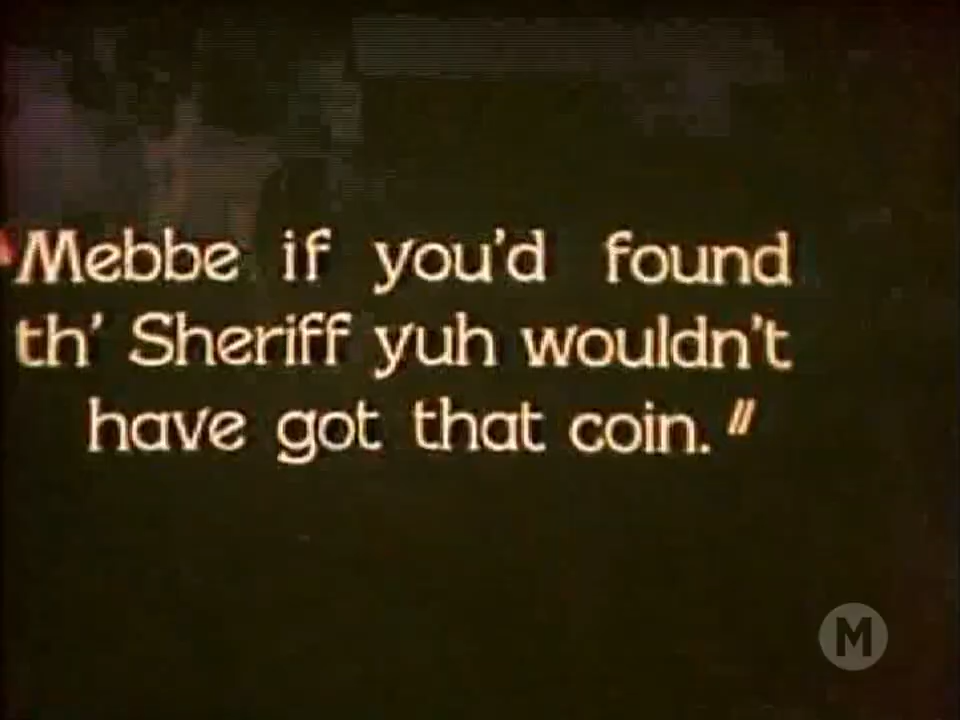 "Mebbe if you'd found
th' Sheriff yuh wouldn't
have got that coin."
M